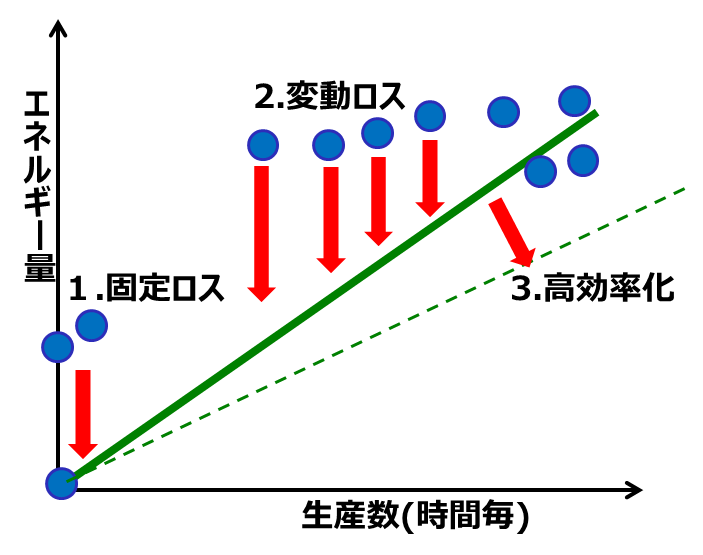 2.変動ロス
エネルギー量
１.固定ロス
3.高効率化
生産数(時間毎)